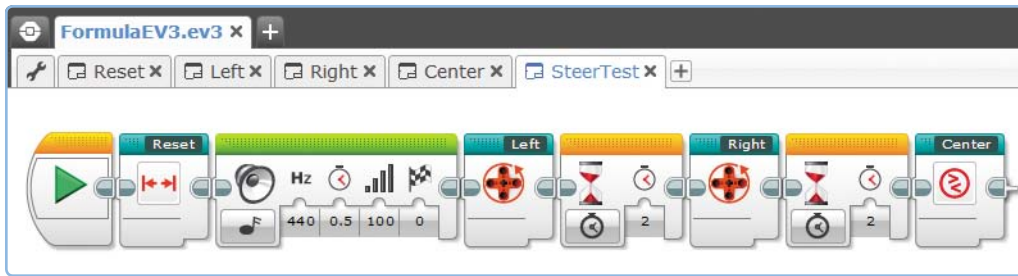 FormulaEV3.ev3
Reset Left Right Center SteerTest
Reset Left Right Center
Hz
440 0.5 100 0 2 2